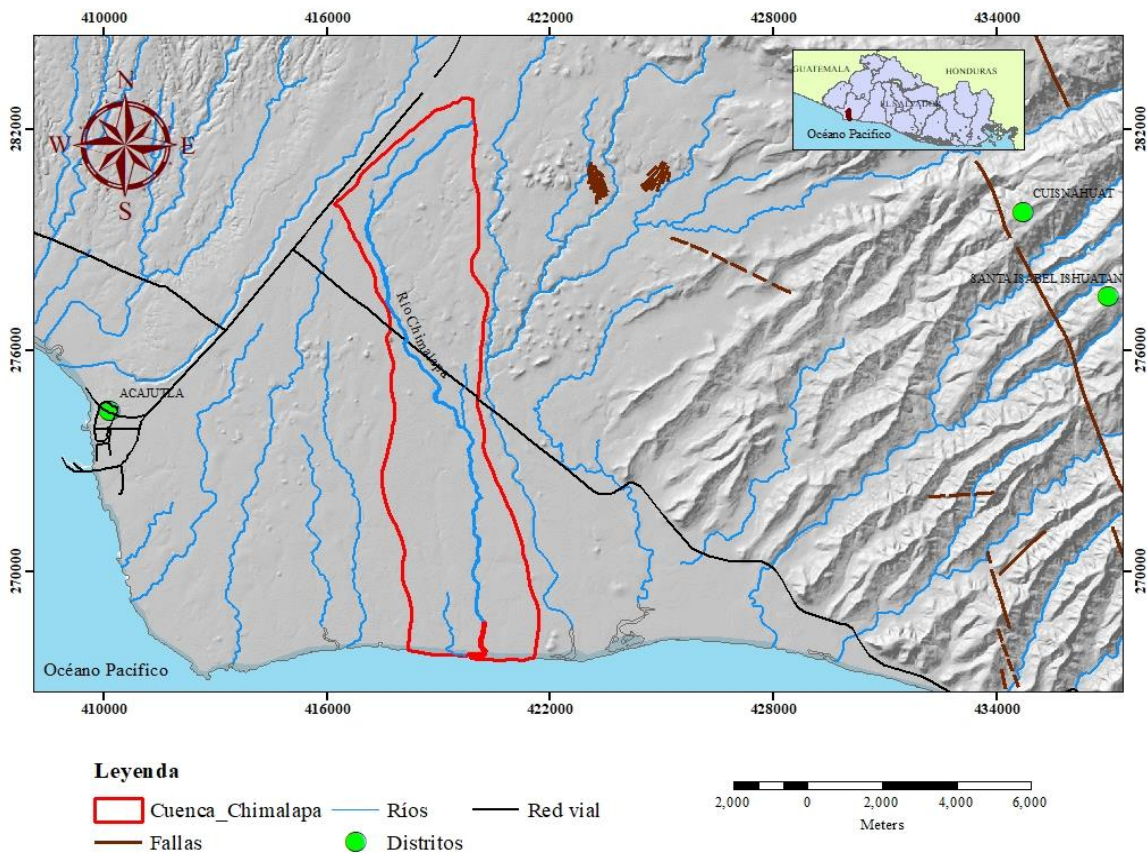 410000 416000 422000 428000 434000
GUATEMALA HONDURAS
EL SALVADOR
Océano Pacifico
282000 282000
N
W E
S
CUISNAHUAT
SANTA ISABEL ISHUATAN
Río Chimalapa
276000 276000
ACAJUTLA
270000 270000
Océano Pacifico
410000 416000 422000 428000 434000
Leyenda
Cuenca_Chimalapa Ríos Red vial
Fallas Distritos
2,000 0 2,000 4,000 6,000
Meters